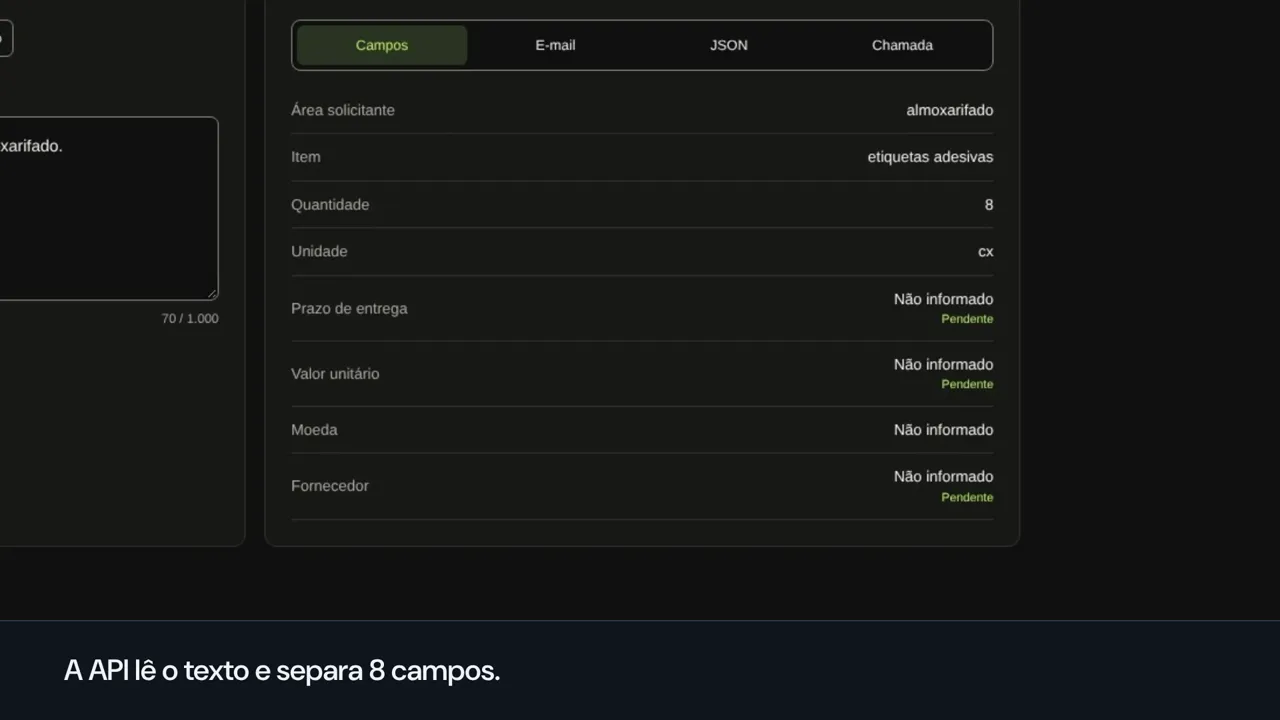 Campos E-mail JSON Chamada
Área solicitante almoxarifado
xarifado.
Item etiquetas adesivas
Quantidade 8
Unidade cx
Prazo de entrega Não informado
Pendente
70 / 1.000
Valor unitário Não informado
Pendente
Moeda Não informado
Fornecedor Não informado
Pendente
A API lê o texto e separa 8 campos.